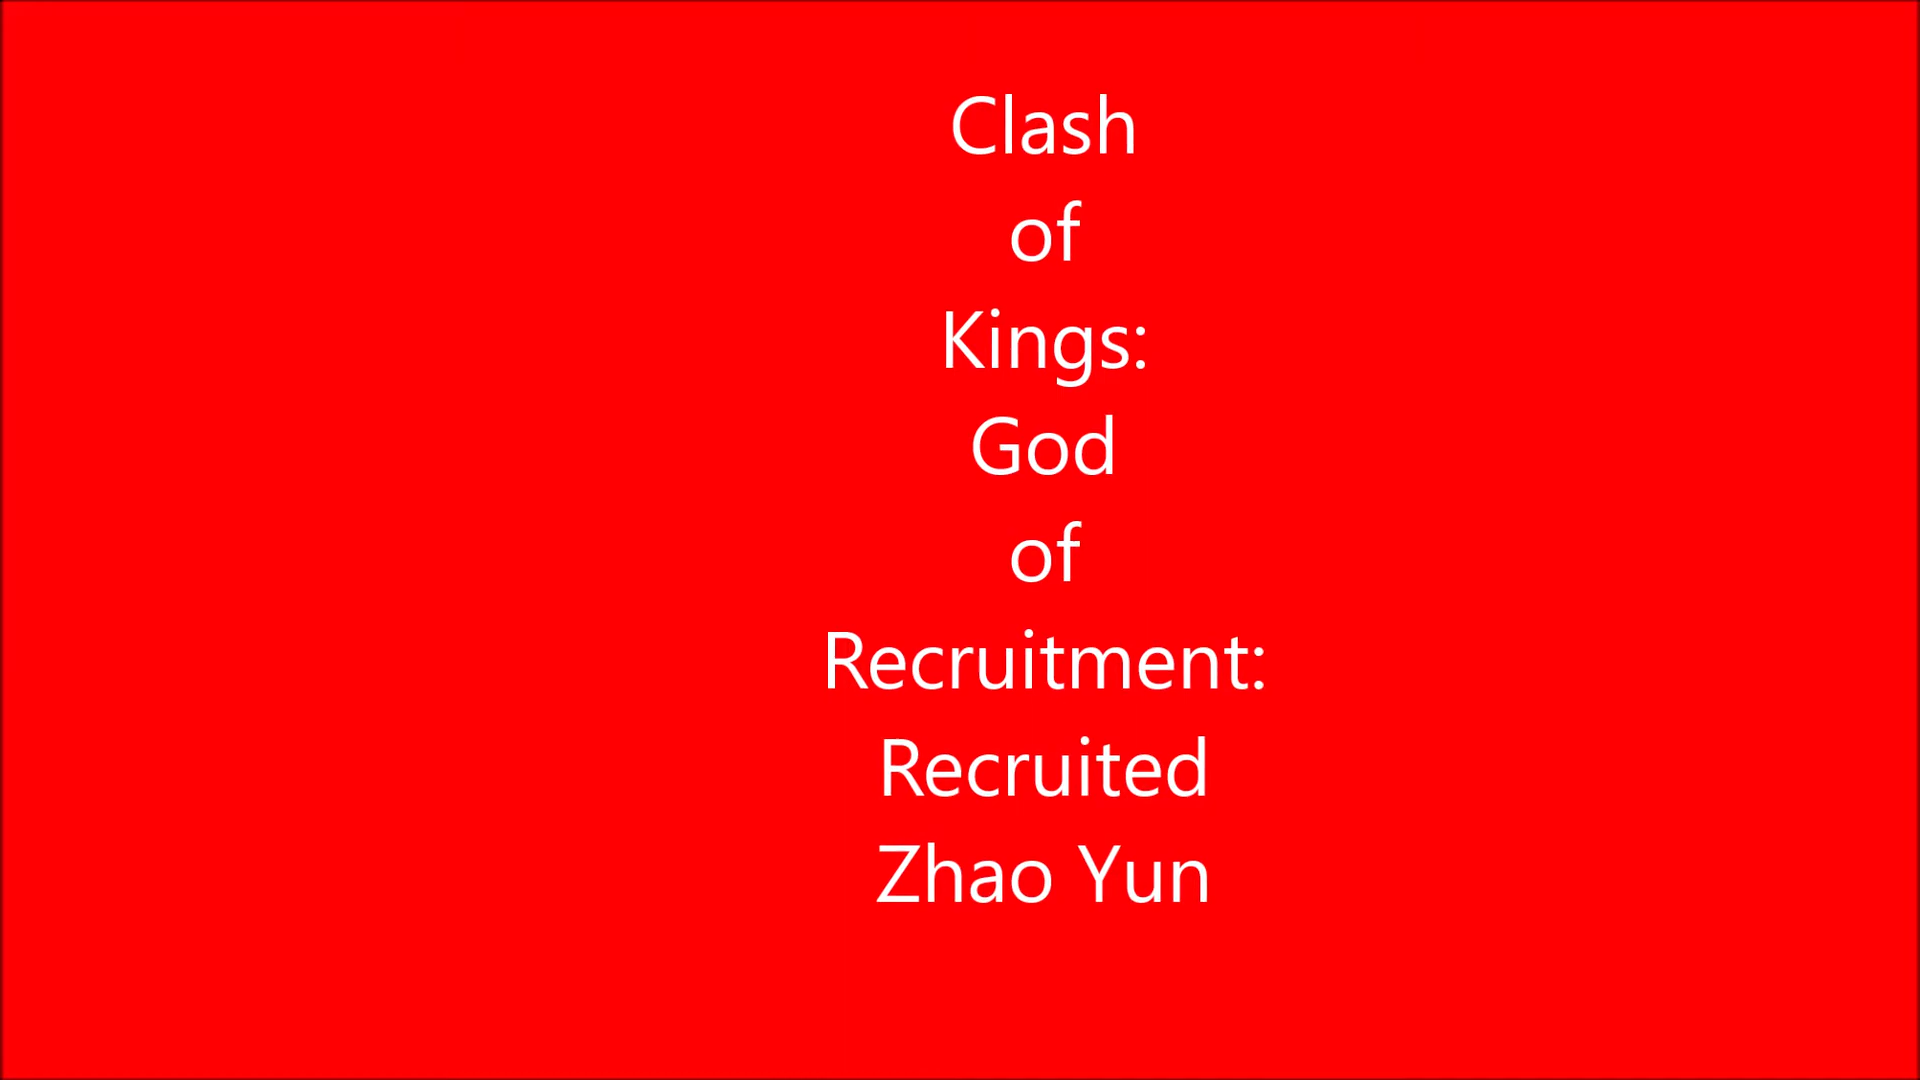 Clash
of
Kings:
God
of
Recruitment:
Recruited
Zhao Yun